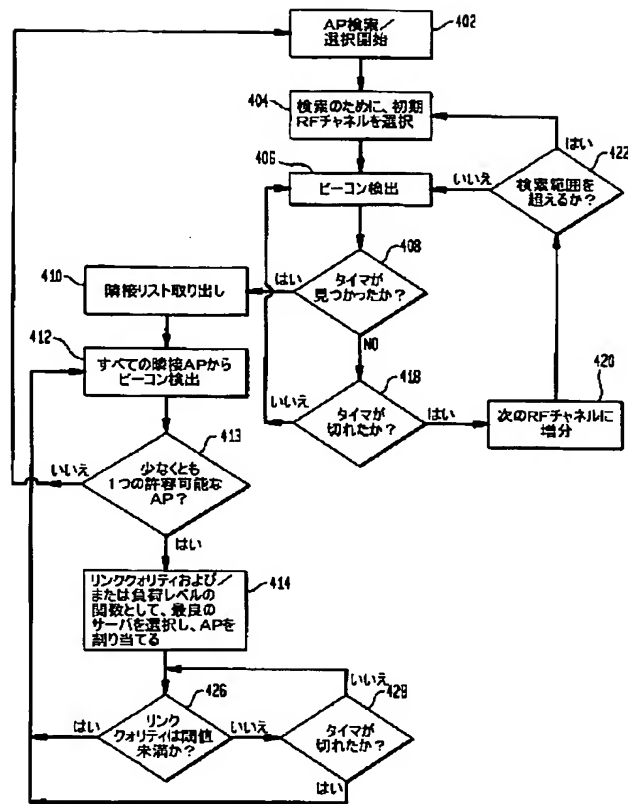 AP検索／
選択開始
402
404
検索のために、初期
RFチャネルを選択
406
ビーコン検出
はい
422
いいえ
検索範囲を
超えるか？
408
タイマが
見つかったか？
はい
410
隣接リスト取り出し
NO
412
すべての隣接APから
ビーコン検出
418
いいえ
タイマが
切れたか？
はい
420
次のRFチャネルに
増分
413
いいえ
少なくとも
1つの許容可能な
AP？
はい
リンククォリティおよび／
または負荷レベルの
関数として、最良の
サーバを選択し、APを
割り当てる
414
いいえ
426
はい
リンク
クォリティは閾値
未満か？
いいえ
428
タイマが
切れたか？
はい